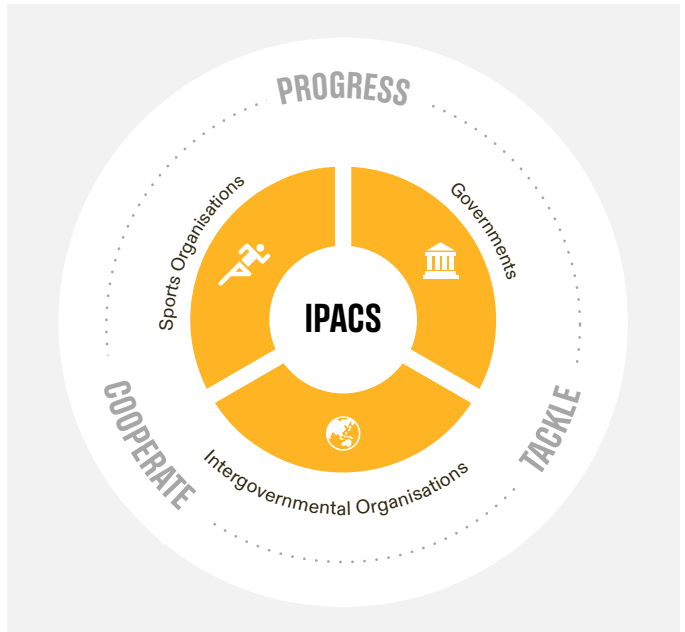 PROGRESS
Sports Organisations
Governments
IPACS
COOPERATE
TACKLE
Intergovernmental Organisations